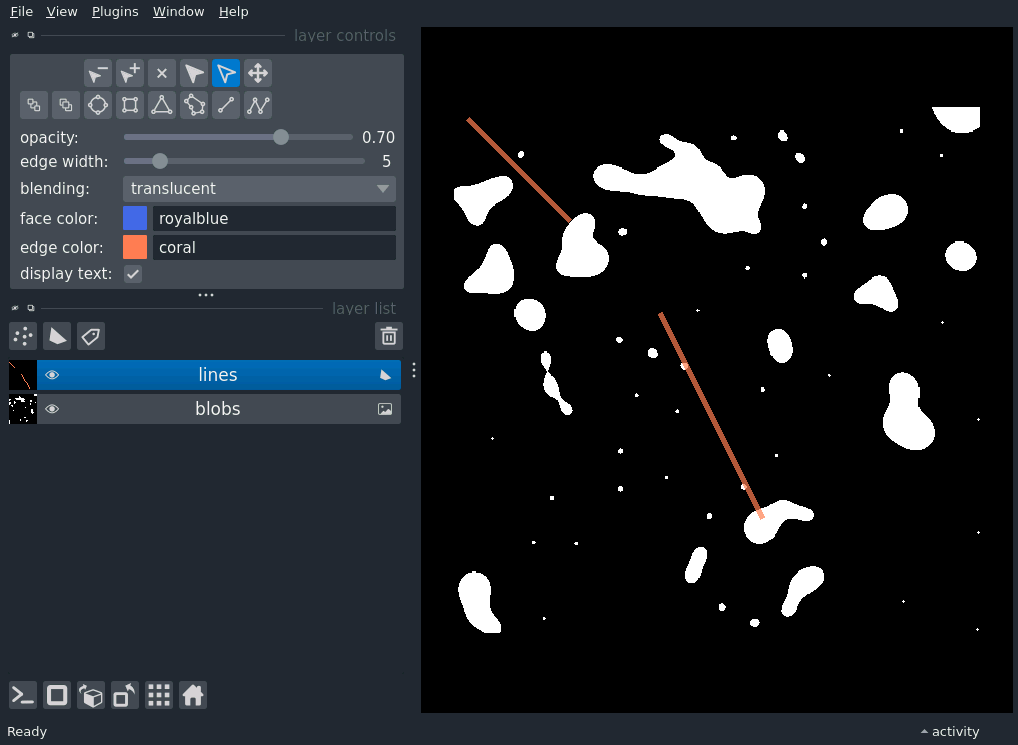 File View Plugins Window Help
layer controls
opacity: 0.70
edge width: 5
blending: translucent
face color: royalblue
edge color: coral
display text:
layer list
lines
blobs
Ready
activity